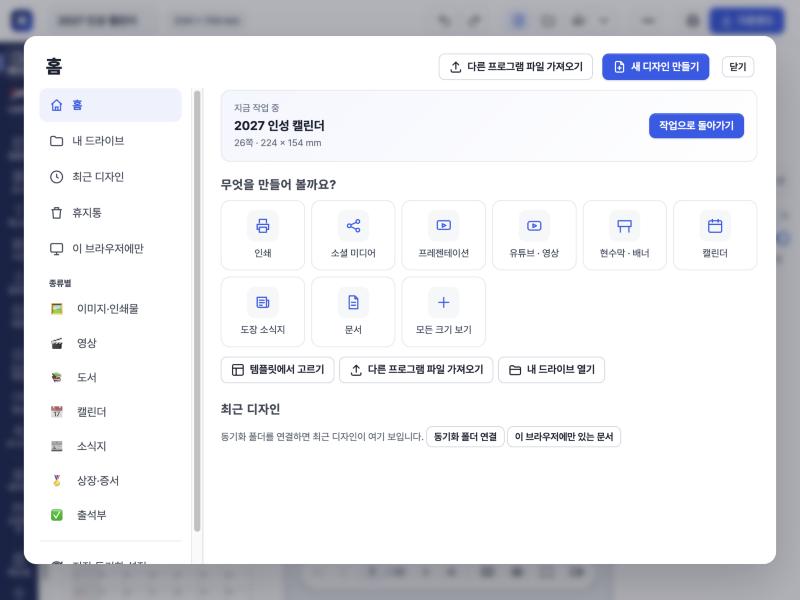 홈
다른 프로그램 파일 가져오기
새 디자인 만들기
닫기
홈
내 드라이브
최근 디자인
휴지통
이 브라우저에만
종류별
이미지·인쇄물
영상
도서
캘린더
소식지
상장·증서
출석부
지금 작업 중
2027 인성 캘린더
26쪽 · 224 × 154 mm
작업으로 돌아가기
무엇을 만들어 볼까요?
인쇄
소셜 미디어
프레젠테이션
유튜브 · 영상
현수막 · 배너
캘린더
도장 소식지
문서
모든 크기 보기
템플릿에서 고르기
다른 프로그램 파일 가져오기
내 드라이브 열기
최근 디자인
동기화 폴더를 연결하면 최근 디자인이 여기 보입니다. 동기화 폴더 연결 이 브라우저에만 있는 문서